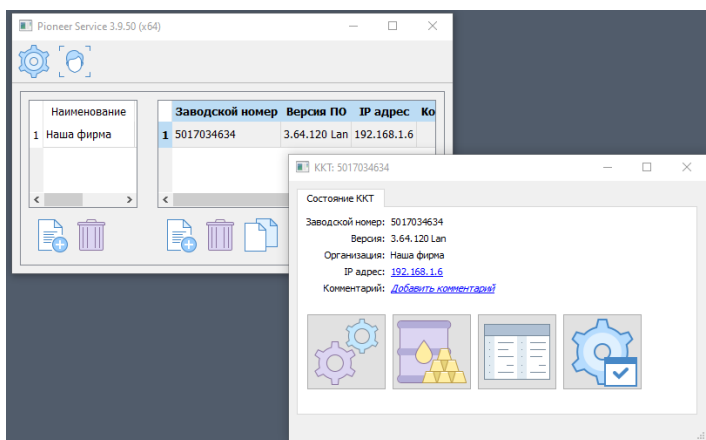 Pioneer Service 3.9.50 (x64)
Наименование
1 Наша фирма
Заводской номер Версия ПО IP адрес Ко
1 5017034634 3.64.120 Lan 192.168.1.6
ККТ: 5017034634
Состояние ККТ
Заводской номер: 5017034634
Версия: 3.64.120 Lan
Организация: Наша фирма
IP адрес: 192.168.1.6
Комментарий: Добавить комментарий